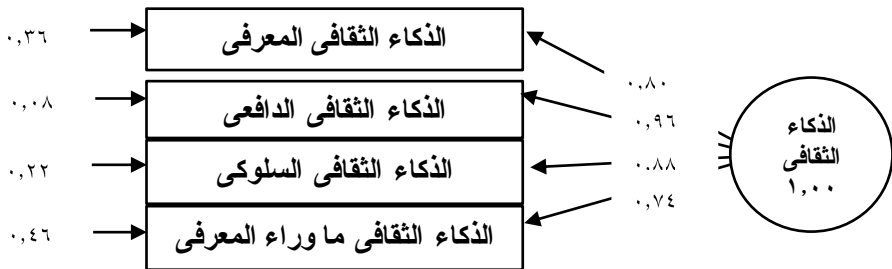 ٠,٣٦
الذكاء الثقافى المعرفى
٠,٨٠
٠,٠٨
الذكاء الثقافى الدافعى
٠,٩٦
٠,٢٢
الذكاء الثقافى السلوكى
٠.٨٨
٠,٤٦
الذكاء الثقافى ما وراء المعرفى
٠,٧٤
الذكاء
الثقافى
١,٠٠